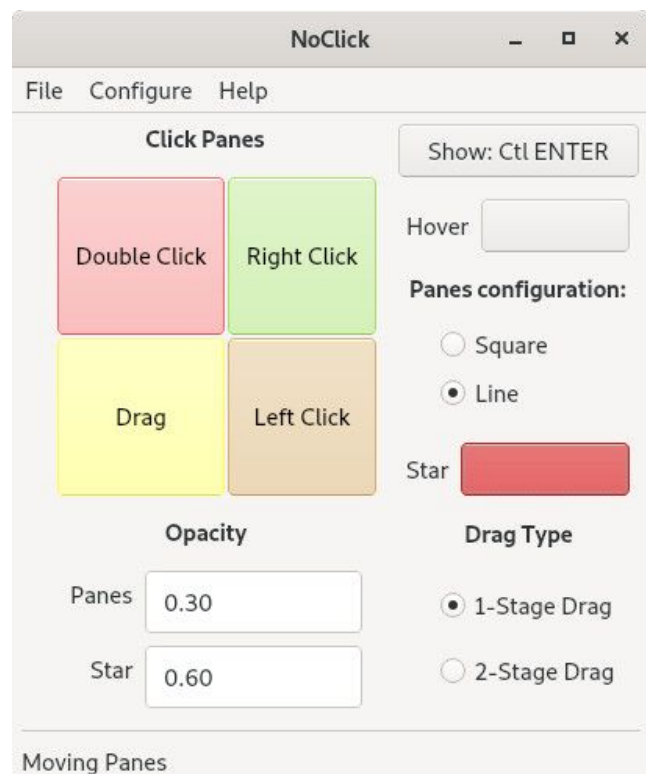 NoClick
File Configure Help
Click Panes
Show: Ctl ENTER
Double Click
Right Click
Hover
Panes configuration:
Square
Line
Drag
Left Click
Star
Opacity
Drag Type
Panes 0.30
1-Stage Drag
Star 0.60
2-Stage Drag
Moving Panes